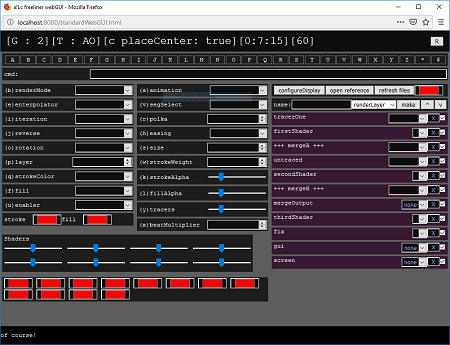 a!Lc freeliner webGUI - Mozilla Firefox
localhost:8000/standardWebGUI.html
[G : 2][T : AO][c placeCenter: true][0:7:15][60]
R
A B C D E F G H I J K L M N O P Q R S T U V W X Y Z * $
cmd:
(b)renderMode
(e)enterpolator
(i)iteration
(j)reverse
(o)rotation
(p)layer
(q)strokeColor
(f)fill
(u)enabler
stroke fill
(a)animation
(v)segSelect
(r)polka
(h)easing
(s)size
(w)strokeWeight
(k)strokeAlpha
(l)fillAlpha
(y)tracers
(x)beatMultiplier
configureDisplay open reference refresh files
name: renderLayer make ^ v
tracerOne X
firstShader X
+++ mergeA +++ X
untraced X
secondShader X
+++ mergeB +++ X
mergeOutput none X
thirdShader X
fix X
gui none X
screen none X
Shaders
of course!